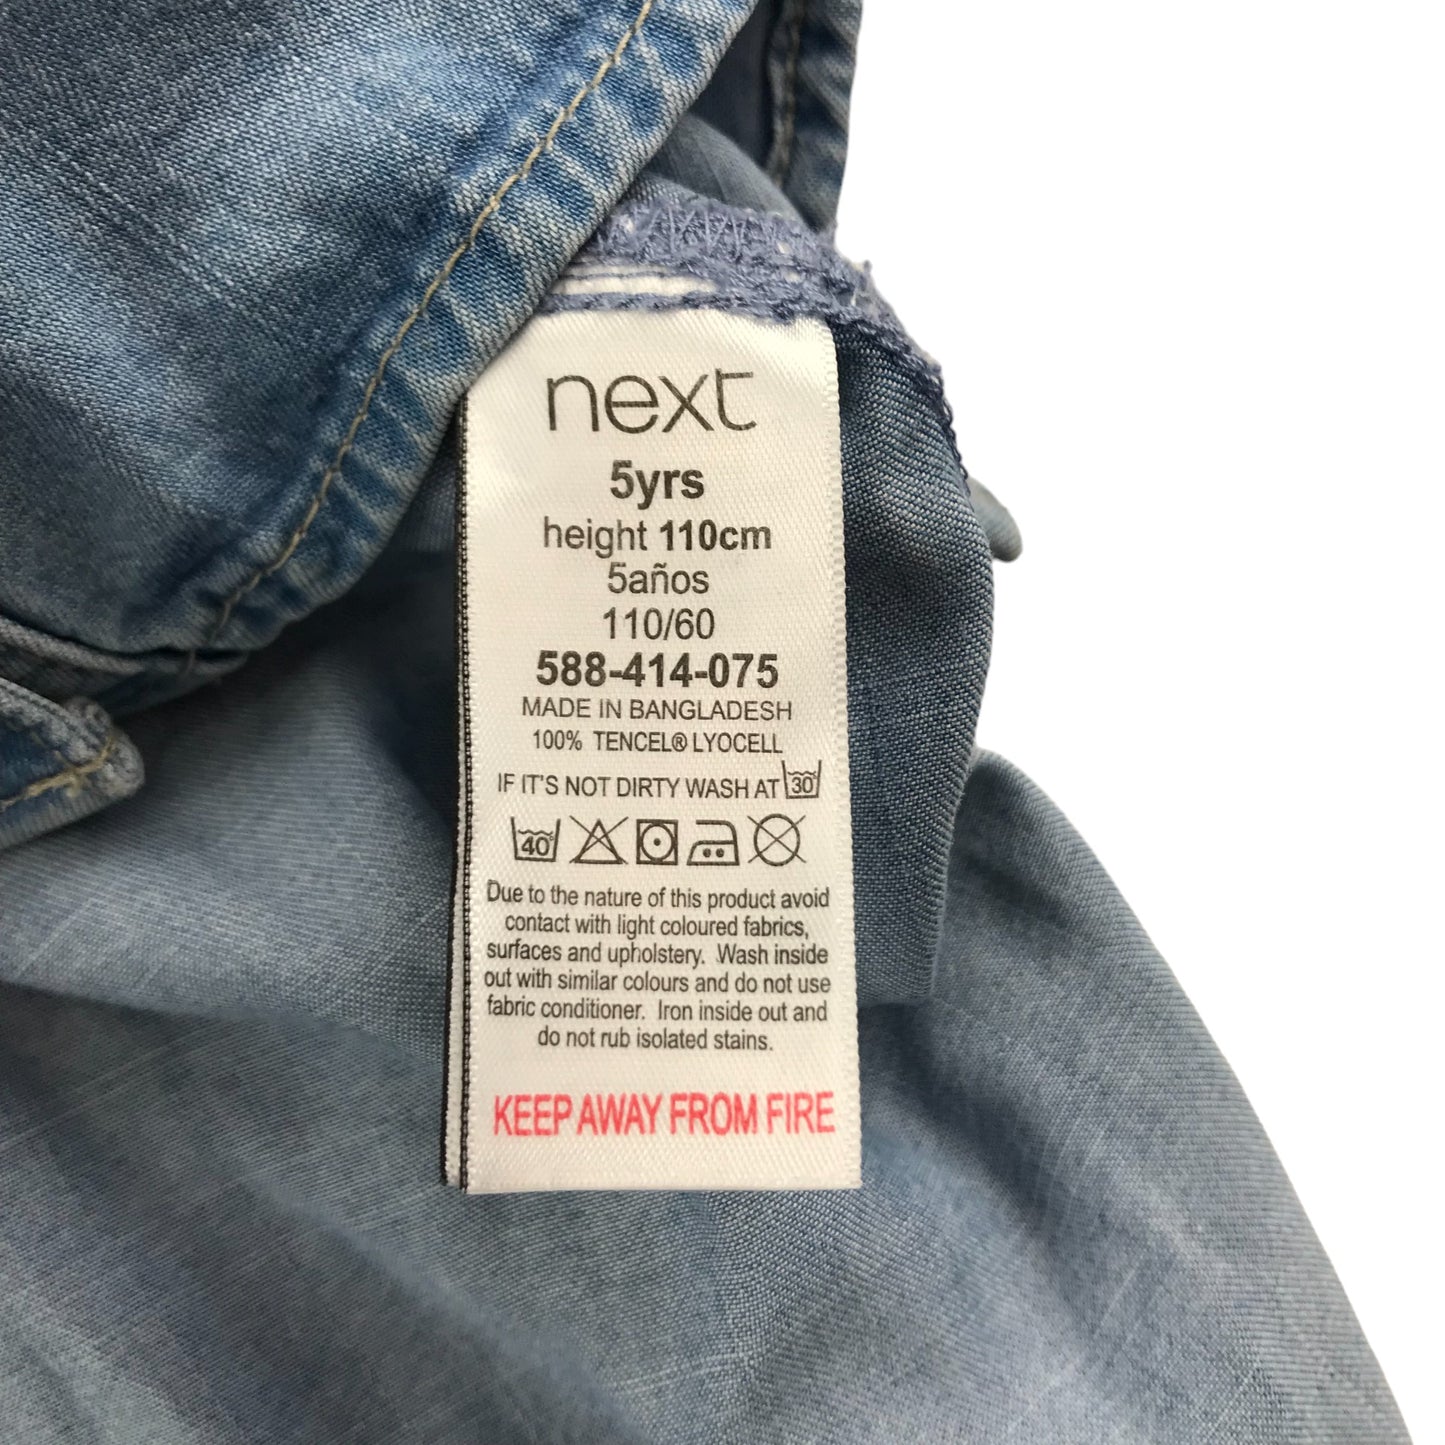 next
5yrs
height 110cm
5años
110/60
588-414-075
MADE IN BANGLADESH
100% TENCEL® LYOCELL
IF IT'S NOT DIRTY WASH AT 30
40
Due to the nature of this product avoid
contact with light coloured fabrics,
surfaces and upholstery. Wash inside
out with similar colours and do not use
fabric conditioner. Iron inside out and
do not rub isolated stains.
KEEP AWAY FROM FIRE